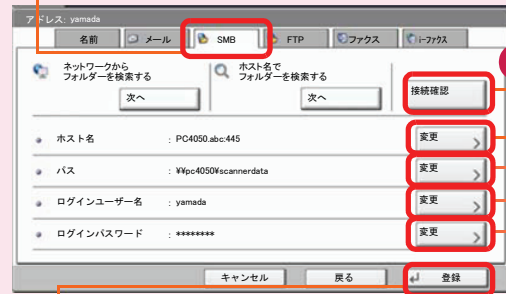 アドレス: yamada
名前
メール
SMB
FTP
ファクス
i-ファクス
ネットワークから
フォルダーを検索する
次へ
ホスト名で
フォルダーを検索する
次へ
接続確認
ホスト名 : PC4050.abc:445 変更
パス : ¥¥pc4050¥scannerdata 変更
ログインユーザー名 : yamada 変更
ログインパスワード : ******** 変更
キャンセル
戻る
登録